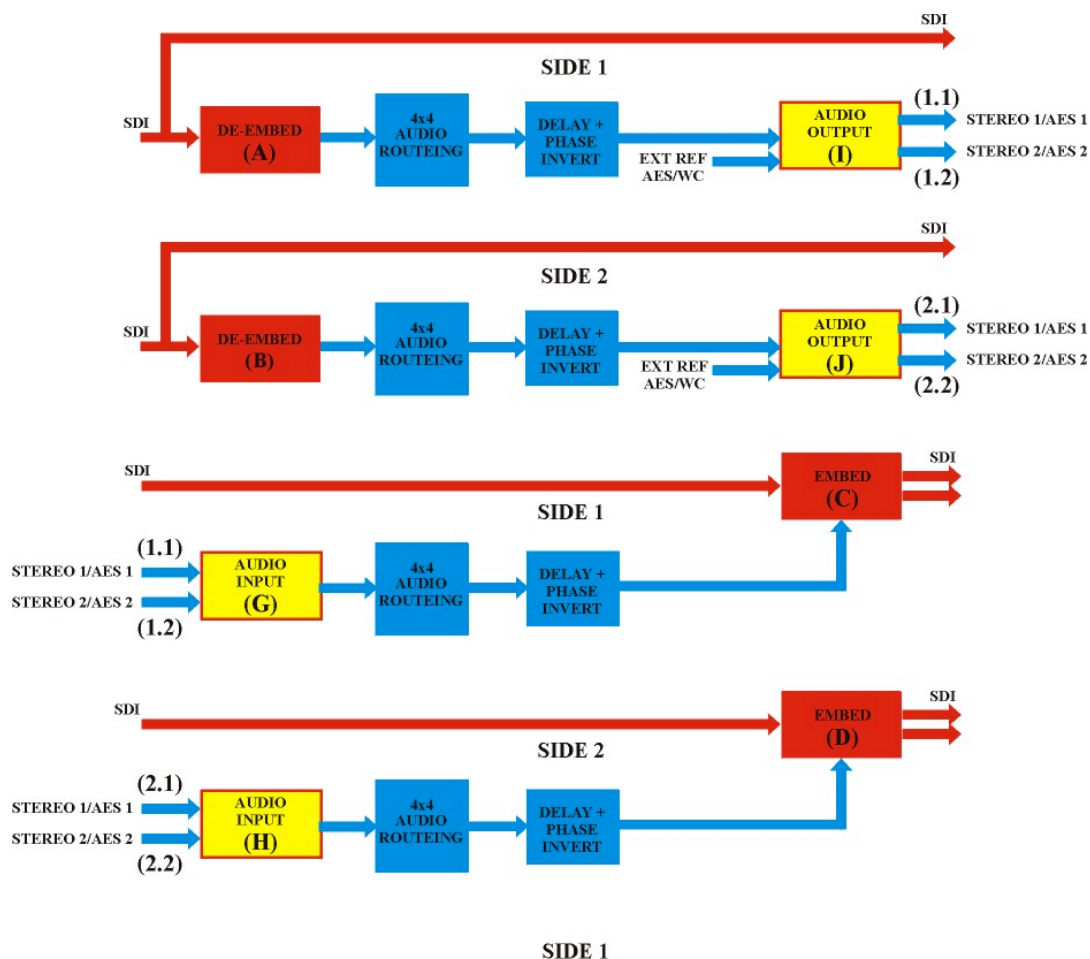 SDI
SIDE 1
SDI
DE-EMBED
(A)
4x4
AUDIO
ROUTEING
DELAY +
PHASE
INVERT
EXT REF
AES/WC
AUDIO
OUTPUT
(I)
(1.1)
STEREO 1/AES 1
STEREO 2/AES 2
(1.2)
SDI
SIDE 2
SDI
DE-EMBED
(B)
4x4
AUDIO
ROUTEING
DELAY +
PHASE
INVERT
EXT REF
AES/WC
AUDIO
OUTPUT
(J)
(2.1)
STEREO 1/AES 1
STEREO 2/AES 2
(2.2)
SDI
EMBED
(C)
SDI
SIDE 1
(1.1)
STEREO 1/AES 1
STEREO 2/AES 2
(1.2)
AUDIO
INPUT
(G)
4x4
AUDIO
ROUTEING
DELAY +
PHASE
INVERT
SDI
EMBED
(D)
SDI
SIDE 2
(2.1)
STEREO 1/AES 1
STEREO 2/AES 2
(2.2)
AUDIO
INPUT
(H)
4x4
AUDIO
ROUTEING
DELAY +
PHASE
INVERT
SIDE 1